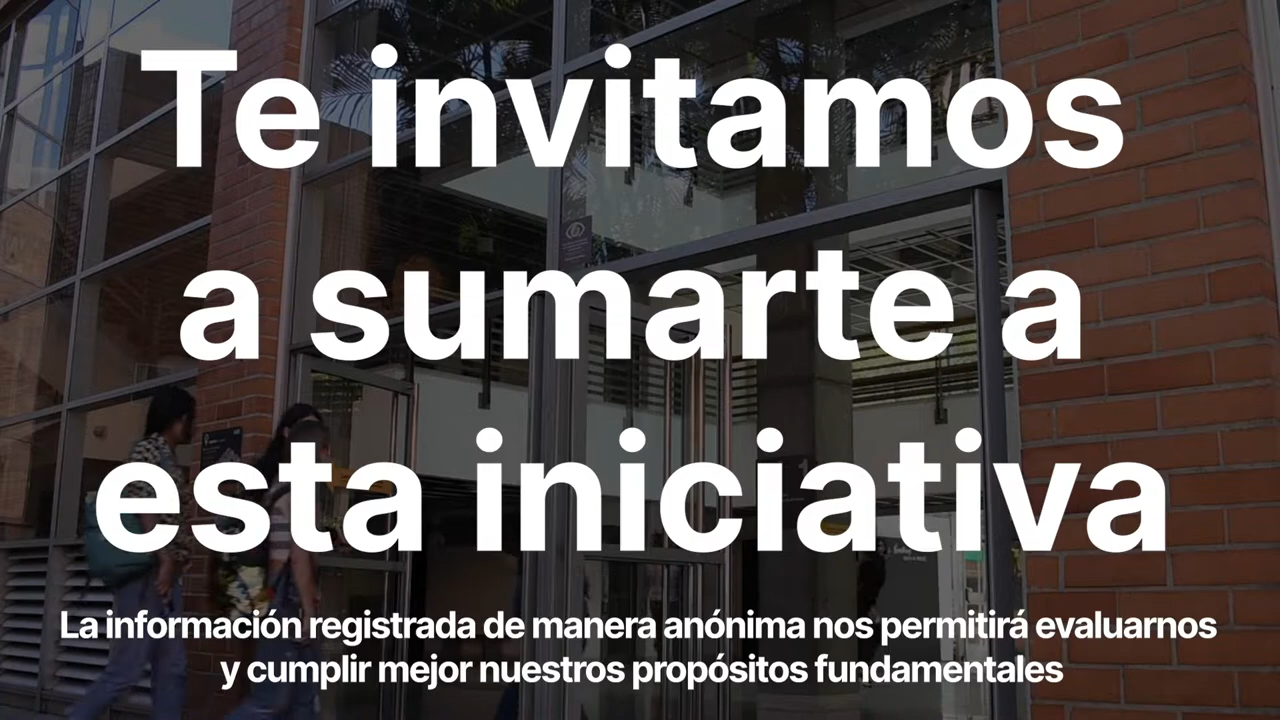 Te invitamos
a sumarte a
esta iniciativa
La información registrada de manera anónima nos permitirá evaluarnos
y cumplir mejor nuestros propósitos fundamentales